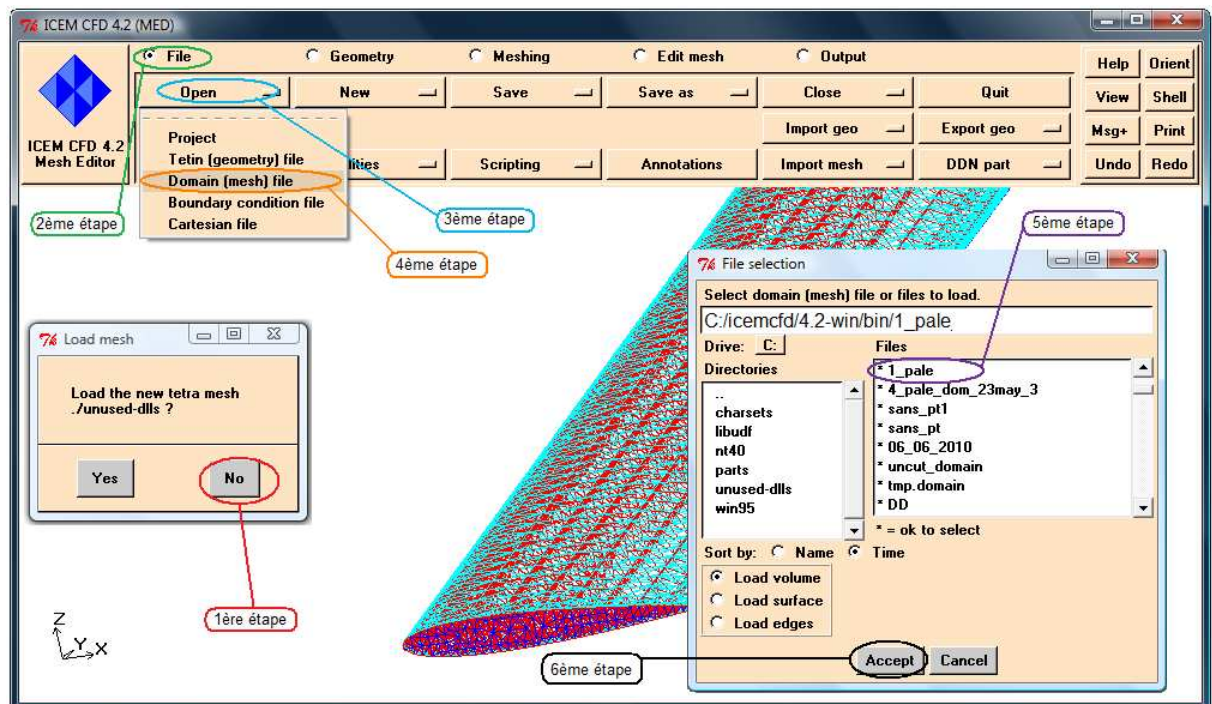 ICEM CFD 4.2 (MED)
File Geometry Meshing Edit mesh Output
Help Orient
Open New Save Save as Close Quit
View Shell
Import geo Export geo
Msg+ Print
ICEM CFD 4.2
Mesh Editor
lities Scripting Annotations Import mesh DDN part
Undo Redo
Project
Tetin (geometry) file
Domain (mesh) file
Boundary condition file
Cartesian file
2ème étape
3ème étape
4ème étape
5ème étape
Load mesh
Load the new tetra mesh
./unused-dlls ?
Yes No
1ère étape
File selection
Select domain (mesh) file or files to load.
C:/icemcfd/4.2-win/bin/1_pale
Drive: C:
Directories
..
charsets
libudf
nt40
parts
unused-dlls
win95
Files
* 1_pale
* 4_pale_dom_23may_3
* sans_pt1
* sans_pt
* 06_06_2010
* uncut_domain
* tmp.domain
* DD
* = ok to select
Sort by: Name Time
Load volume
Load surface
Load edges
Accept Cancel
6ème étape
Z
Y X